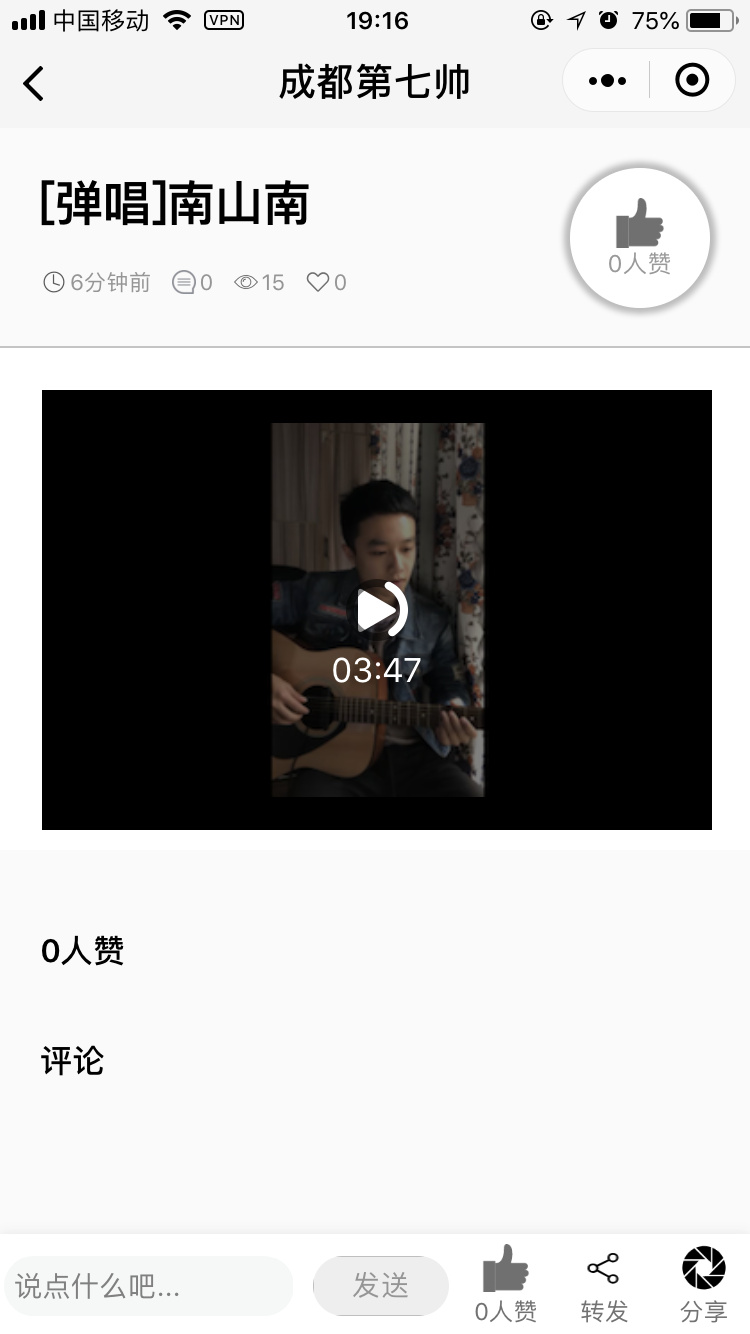 中国移动 VPN 19:16 75%
成都第七帅
[弹唱]南山南
6分钟前 0 15 0
0人赞
03:47
0人赞
评论
说点什么吧... 发送 0人赞 转发 分享